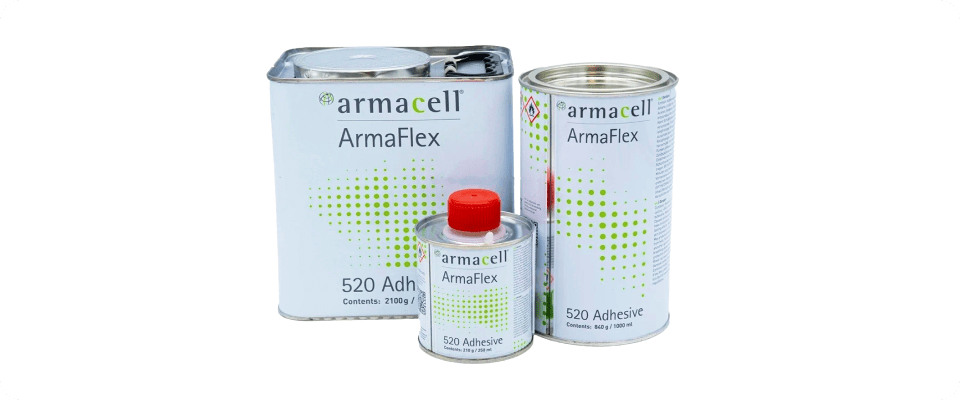 armacell®
ArmaFlex
520 Adh
Contents: 2100g /
armacell®
ArmaFlex
520 Adhesive
Contents: 210 g / 250 ml
armacell®
ArmaFlex
520 Adhesive
Contents: 840 g / 1000 ml